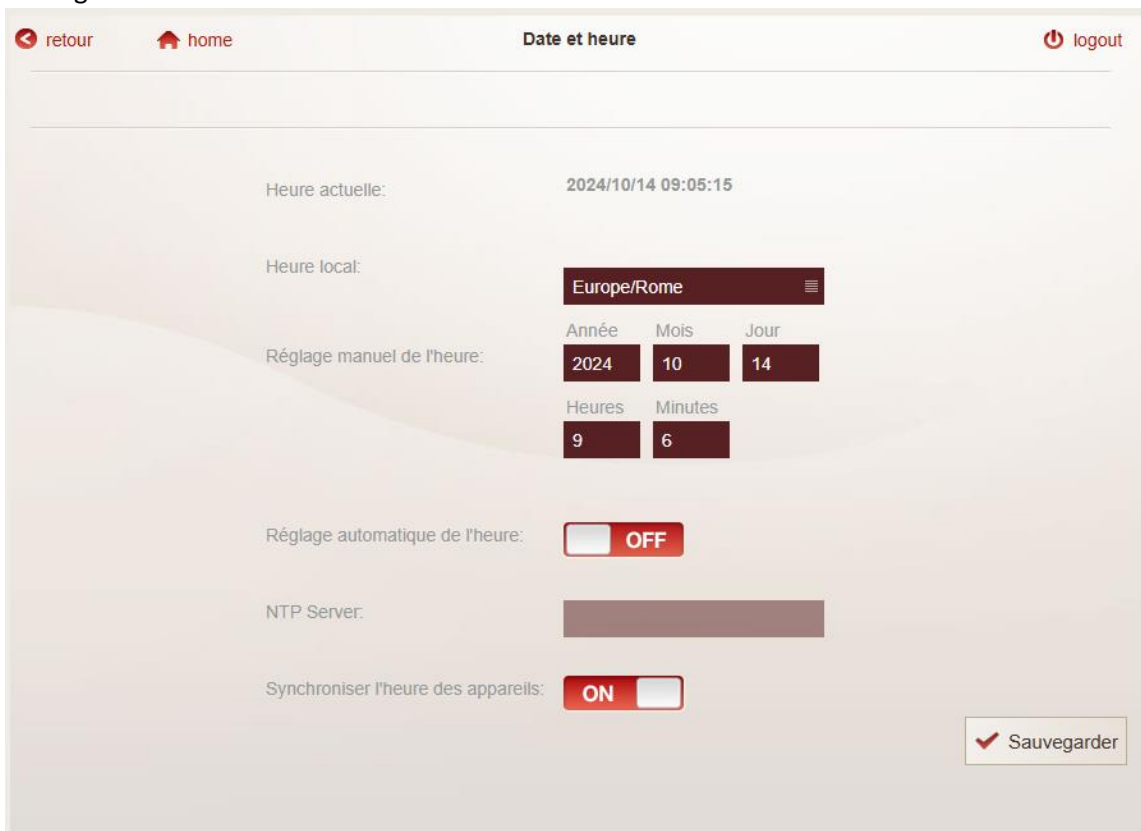 retour home Date et heure logout
Heure actuelle: 2024/10/14 09:05:15
Heure local:
Europe/Rome
Année Mois Jour
Réglage manuel de l'heure: 2024 10 14
Heures Minutes
9 6
Réglage automatique de l'heure: OFF
NTP Server:
Synchroniser l'heure des appareils: ON
Sauvegarder